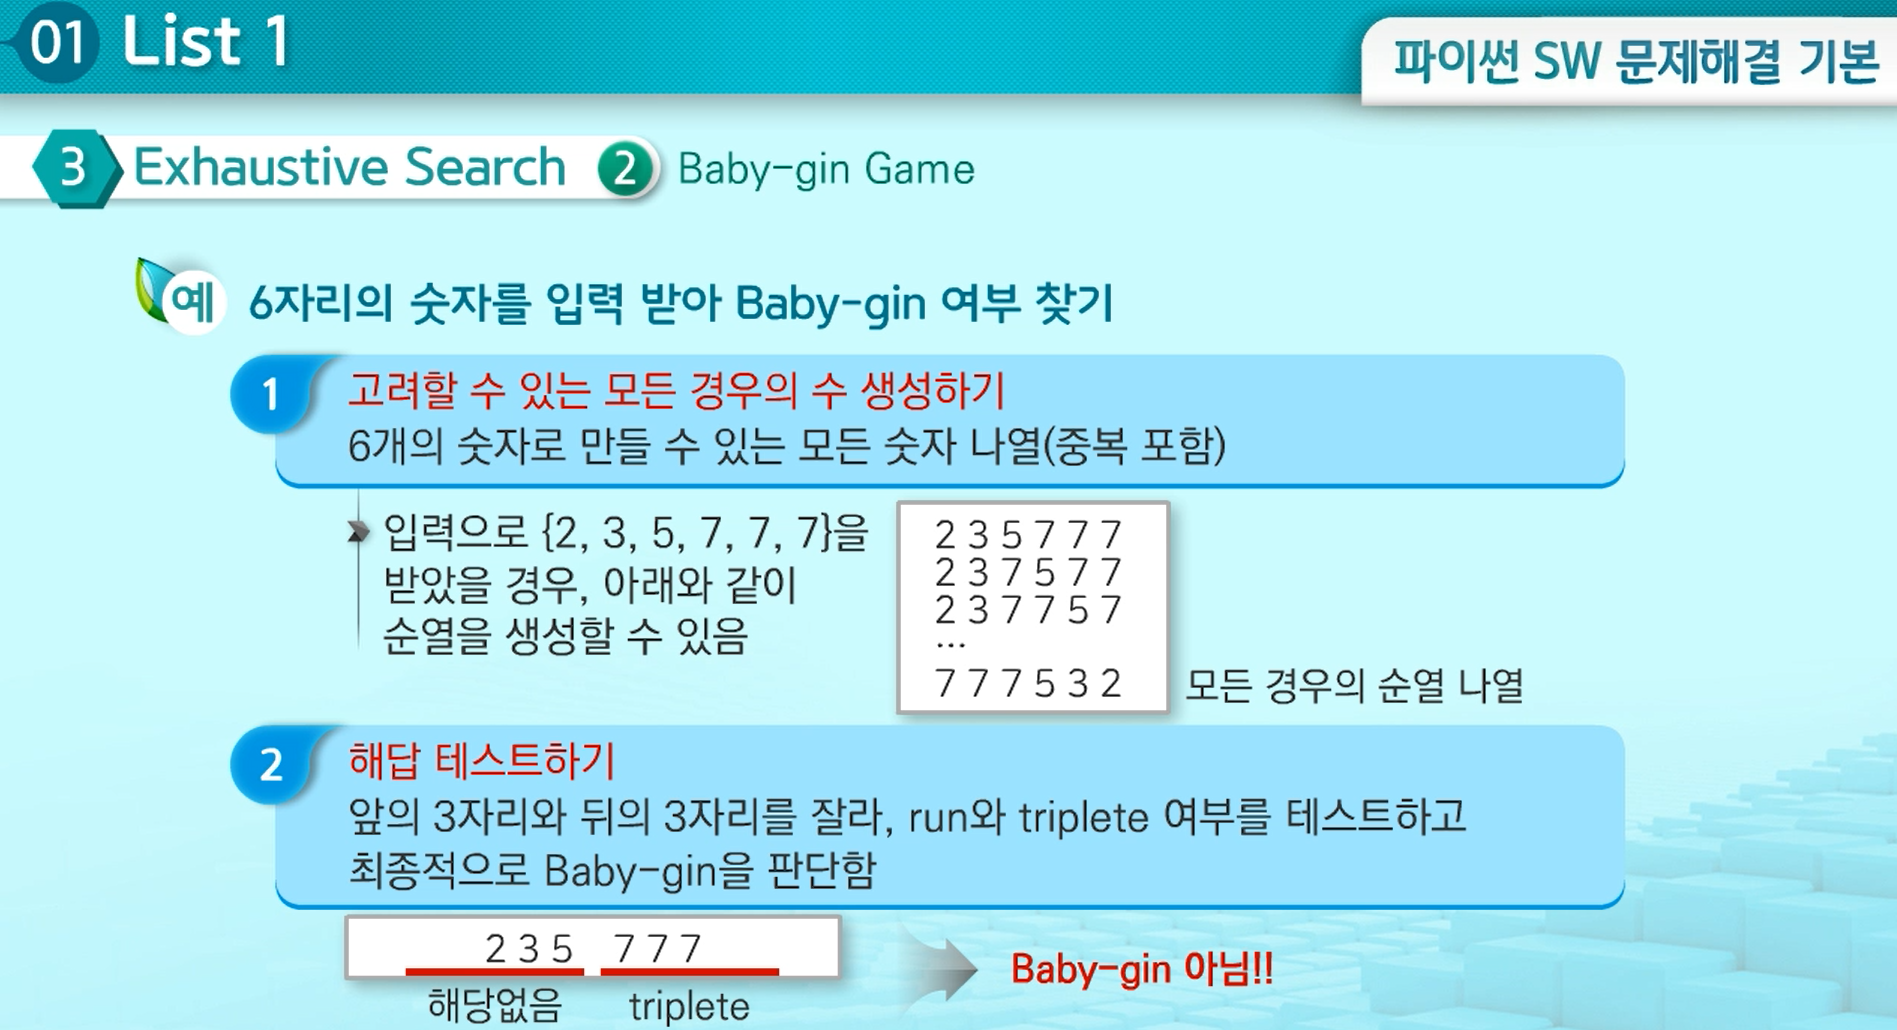 01 List 1
파이썬 SW 문제해결 기본
3 Exhaustive Search 2 Baby-gin Game
예 6자리의 숫자를 입력 받아 Baby-gin 여부 찾기
1 고려할 수 있는 모든 경우의 수 생성하기
6개의 숫자로 만들 수 있는 모든 숫자 나열(중복 포함)
입력으로 {2, 3, 5, 7, 7, 7}을
받았을 경우, 아래와 같이
순열을 생성할 수 있음
2 3 5 7 7 7
2 3 7 5 7 7
2 3 7 7 5 7
...
7 7 7 5 3 2
모든 경우의 순열 나열
2 해답 테스트하기
앞의 3자리와 뒤의 3자리를 잘라, run와 triplete 여부를 테스트하고
최종적으로 Baby-gin을 판단함
2 3 5 7 7 7
해당없음 triplete
Baby-gin 아님!!